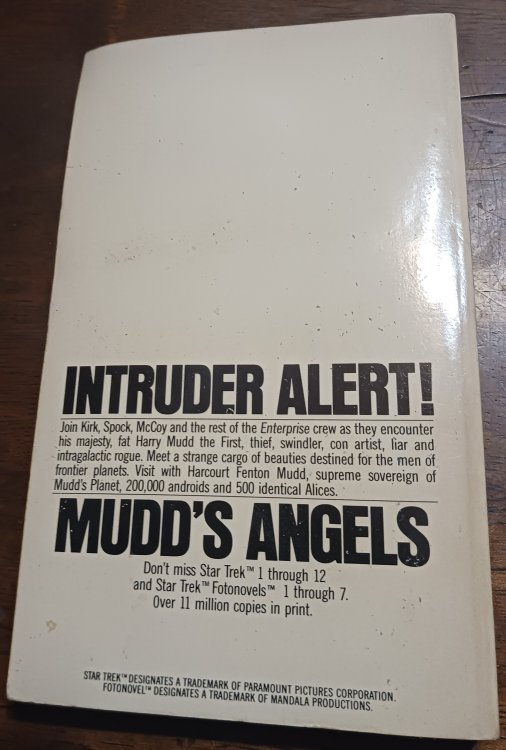 INTRUDER ALERT!
Join Kirk, Spock, McCoy and the rest of the Enterprise crew as they encounter
his majesty, fat Harry Mudd the First, thief, swindler, con artist, liar and
intragalactic rogue. Meet a strange cargo of beauties destined for the men of
frontier planets. Visit with Harcourt Fenton Mudd, supreme sovereign of
Mudd's Planet, 200,000 androids and 500 identical Alices.
MUDD'S ANGELS
Don't miss Star Trek™ 1 through 12
and Star Trek™ Fotonovels™ 1 through 7.
Over 11 million copies in print.
STAR TREK™ DESIGNATES A TRADEMARK OF PARAMOUNT PICTURES CORPORATION.
FOTONOVEL™ DESIGNATES A TRADEMARK OF MANDALA PRODUCTIONS.